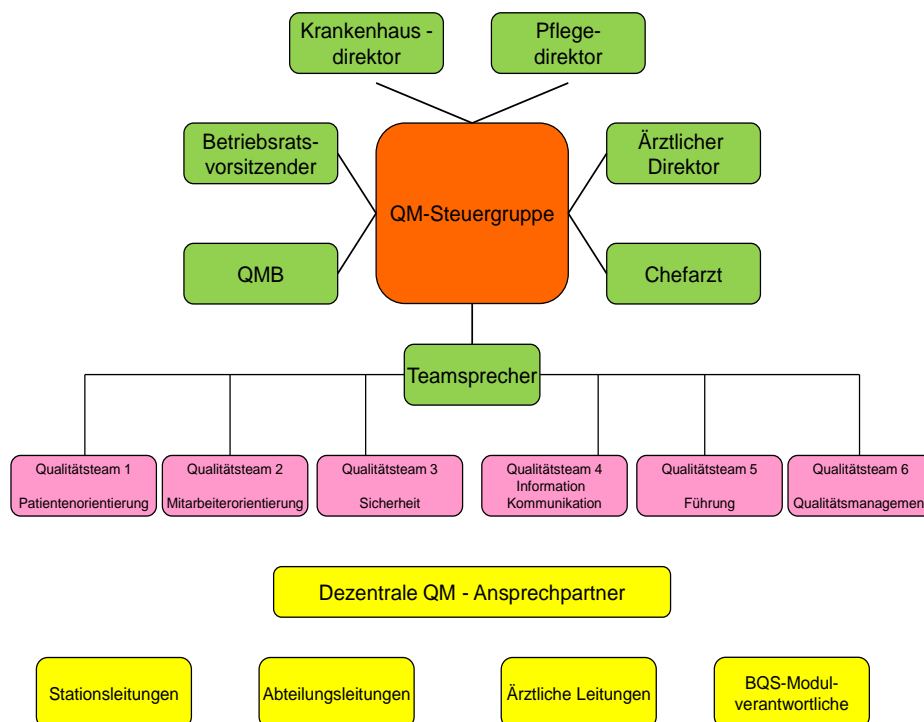 Krankenhaus -
direktor
Pflege-
direktor
Betriebsrats-
vorsitzender
Ärztlicher
Direktor
QM-Steuergruppe
QMB
Chefarzt
Teamsprecher
Qualitätsteam 1
Patientenorientierung
Qualitätsteam 2
Mitarbeiterorientierung
Qualitätsteam 3
Sicherheit
Qualitätsteam 4
Information
Kommunikation
Qualitätsteam 5
Führung
Qualitätsteam 6
Qualitätsmanagemen
Dezentrale QM - Ansprechpartner
Stationsleitungen
Abteilungsleitungen
Ärztliche Leitungen
BQS-Modul-
verantwortliche